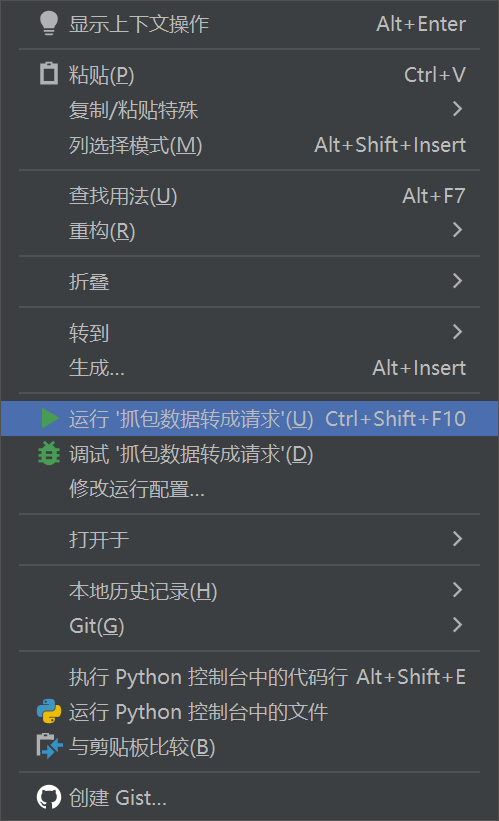 显示上下文操作 Alt+Enter
粘贴(P) Ctrl+V
复制/粘贴特殊
列选择模式(M) Alt+Shift+Insert
查找用法(U) Alt+F7
重构(R)
折叠
转到
生成... Alt+Insert
运行 '抓包数据转成请求'(U) Ctrl+Shift+F10
调试 '抓包数据转成请求'(D)
修改运行配置...
打开于
本地历史记录(H)
Git(G)
执行 Python 控制台中的代码行 Alt+Shift+E
运行 Python 控制台中的文件
与剪贴板比较(B)
创建 Gist...